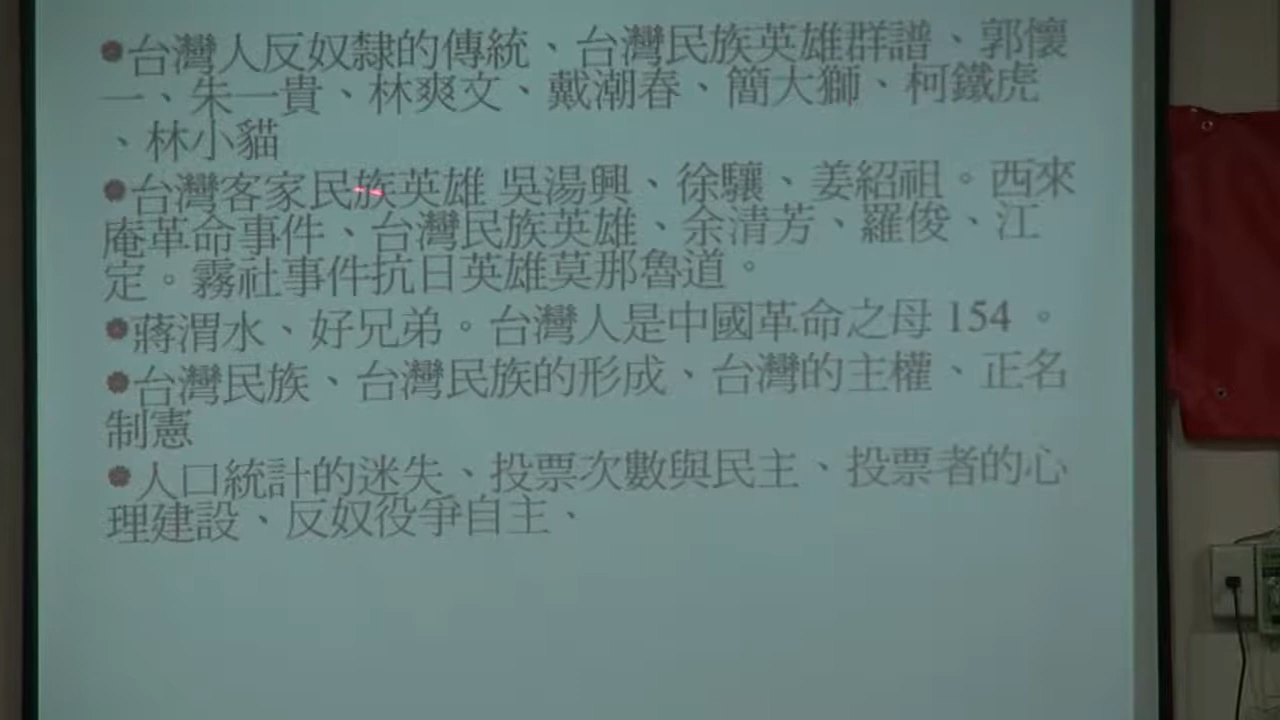 台灣人反奴隸的傳統、台灣民族英雄群譜、郭懷
一、朱一貴、林爽文、戴潮春、簡大獅、柯鐵虎
、林小貓
台灣客家民族英雄 吳湯興、徐驤、姜紹祖。西來
庵革命事件、台灣民族英雄、余清芳、羅俊、江
定。霧社事件抗日英雄莫那魯道。
蔣渭水、好兄弟。台灣人是中國革命之母 154 。
台灣民族、台灣民族的形成、台灣的主權、正名
制憲
人口統計的迷失、投票次數與民主、投票者的心
理建設、反奴役爭自主、